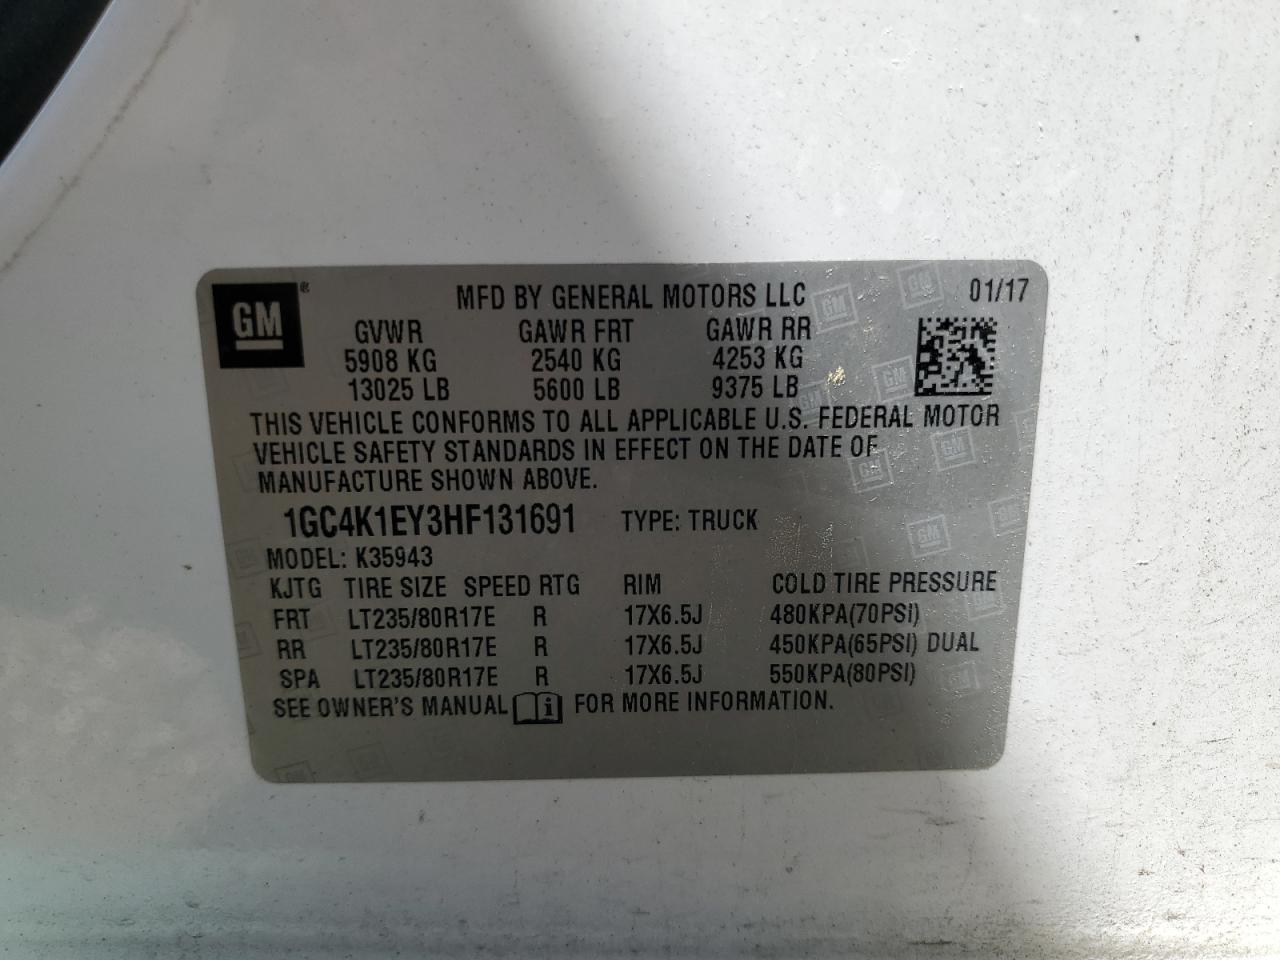 GM® MFD BY GENERAL MOTORS LLC 01/17
GVWR GAWR FRT GAWR RR
5908 KG 2540 KG 4253 KG
13025 LB 5600 LB 9375 LB
THIS VEHICLE CONFORMS TO ALL APPLICABLE U.S. FEDERAL MOTOR
VEHICLE SAFETY STANDARDS IN EFFECT ON THE DATE OF
MANUFACTURE SHOWN ABOVE.
1GC4K1EY3HF131691 TYPE: TRUCK
MODEL: K35943
KJTG TIRE SIZE SPEED RTG RIM COLD TIRE PRESSURE
FRT LT235/80R17E R 17X6.5J 480KPA(70PSI)
RR LT235/80R17E R 17X6.5J 450KPA(65PSI) DUAL
SPA LT235/80R17E R 17X6.5J 550KPA(80PSI)
SEE OWNER'S MANUAL i FOR MORE INFORMATION.